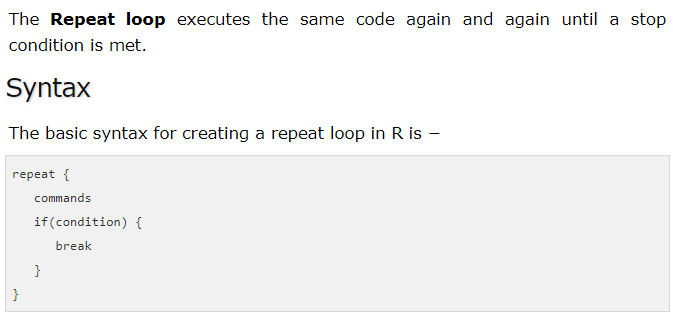 The Repeat loop executes the same code again and again until a stop
condition is met.
Syntax
The basic syntax for creating a repeat loop in R is −
repeat {
   commands
   if(condition) {
      break
   }
}